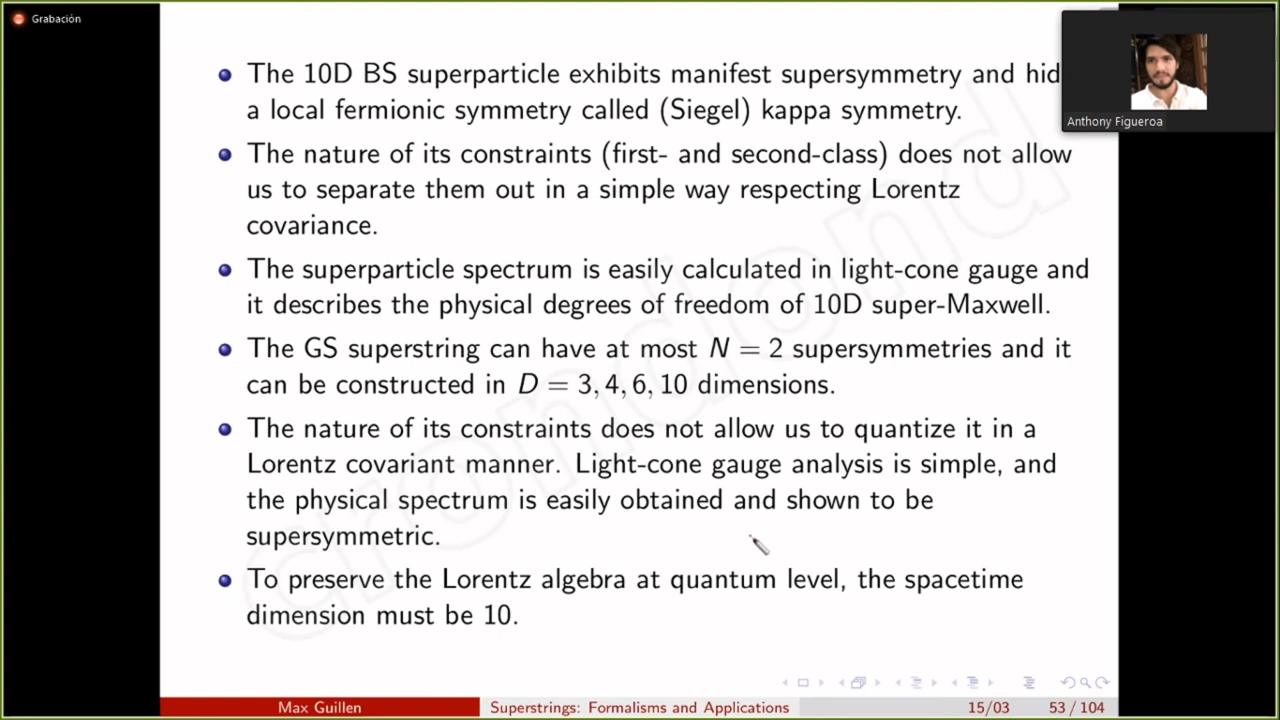 Grabación
The 10D BS superparticle exhibits manifest supersymmetry and hid
a local fermionic symmetry called (Siegel) kappa symmetry.
Anthony Figueroa
The nature of its constraints (first- and second-class) does not allow
us to separate them out in a simple way respecting Lorentz
covariance.
The superparticle spectrum is easily calculated in light-cone gauge and
it describes the physical degrees of freedom of 10D super-Maxwell.
The GS superstring can have at most N = 2 supersymmetries and it
can be constructed in D = 3, 4, 6, 10 dimensions.
The nature of its constraints does not allow us to quantize it in a
Lorentz covariant manner. Light-cone gauge analysis is simple, and
the physical spectrum is easily obtained and shown to be
supersymmetric.
To preserve the Lorentz algebra at quantum level, the spacetime
dimension must be 10.
Max Guillen Superstrings: Formalisms and Applications 15/03 53 / 104